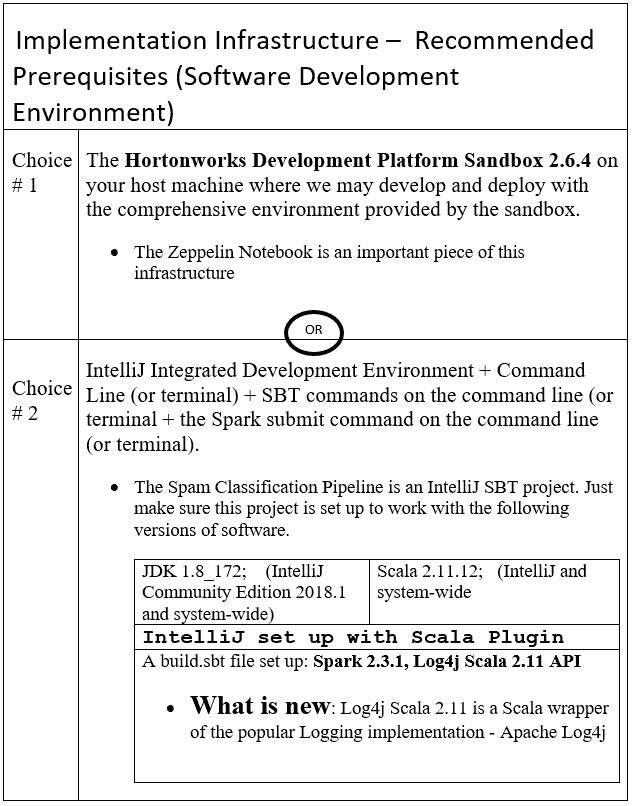 Implementation Infrastructure – Recommended
Prerequisites (Software Development
Environment)
Choice
# 1
The Hortonworks Development Platform Sandbox 2.6.4 on
your host machine where we may develop and deploy with
the comprehensive environment provided by the sandbox.
• The Zeppelin Notebook is an important piece of this
infrastructure
OR
Choice
# 2
IntelliJ Integrated Development Environment + Command
Line (or terminal) + SBT commands on the command line (or
terminal + the Spark submit command on the command line
(or terminal).
• The Spam Classification Pipeline is an IntelliJ SBT project. Just
make sure this project is set up to work with the following
versions of software.
JDK 1.8_172; (IntelliJ
Community Edition 2018.1
and system-wide)
Scala 2.11.12; (IntelliJ and
system-wide
IntelliJ set up with Scala Plugin
A build.sbt file set up: Spark 2.3.1, Log4j Scala 2.11 API
• What is new: Log4j Scala 2.11 is a Scala wrapper
of the popular Logging implementation - Apache Log4j